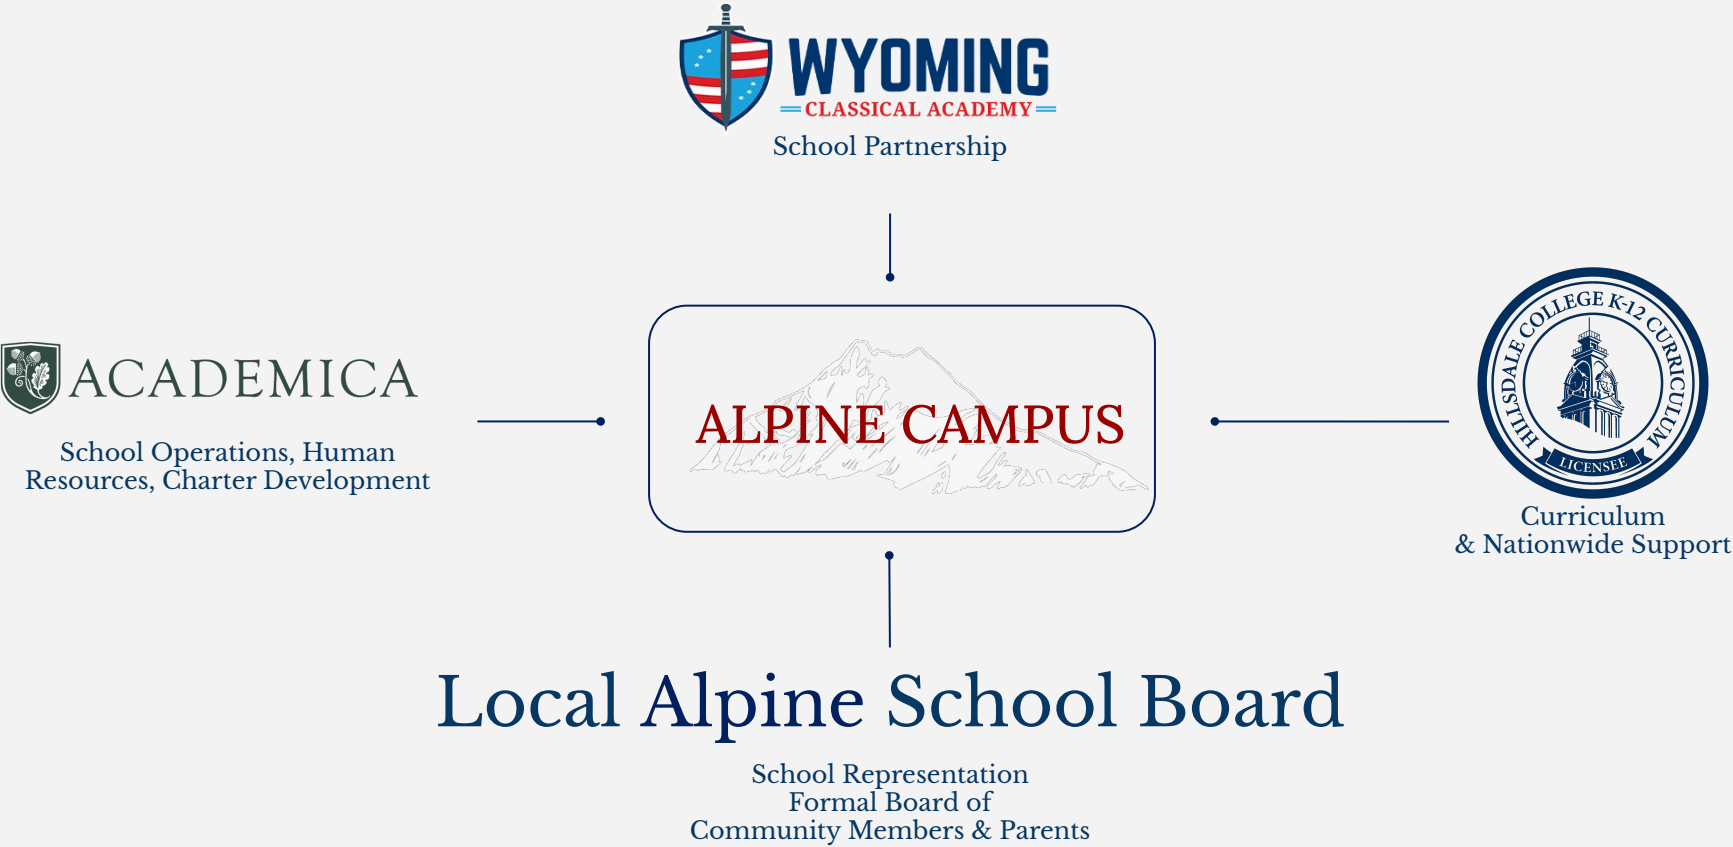 WYOMING
CLASSICAL ACADEMY
School Partnership
ACADEMICA
School Operations, Human
Resources, Charter Development
ALPINE CAMPUS
HILLSDALE COLLEGE K-12 CURRICULUM
LICENSEE
Curriculum
& Nationwide Support
Local Alpine School Board
School Representation
Formal Board of
Community Members & Parents